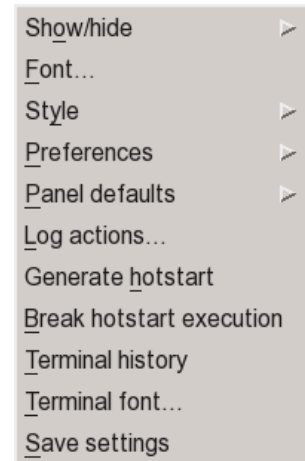 Show/hide
Font...
Style
Preferences
Panel defaults
Log actions...
Generate hotstart
Break hotstart execution
Terminal history
Terminal font...
Save settings